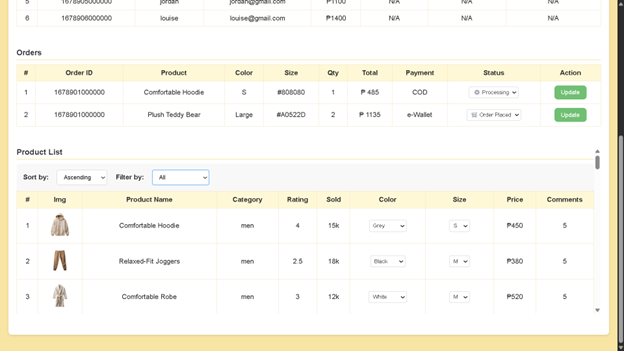 5 1678905000000 jordan jordan@gmail.com ₱1100 N/A N/A N/A
6 1678906000000 louise louise@gmail.com ₱1400 N/A N/A N/A
Orders
# Order ID Product Color Size Qty Total Payment Status Action
1 1678901000000 Comfortable Hoodie S #808080 1 ₱ 485 COD Processing Update
2 1678901000000 Plush Teddy Bear Large #A0522D 2 ₱ 1135 e-Wallet Order Placed Update
Product List
Sort by: Ascending Filter by: All
# Img Product Name Category Rating Sold Color Size Price Comments
1 Comfortable Hoodie men 4 15k Grey S ₱450 5
2 Relaxed-Fit Joggers men 2.5 18k Black M ₱380 5
3 Comfortable Robe men 3 12k White M ₱520 5